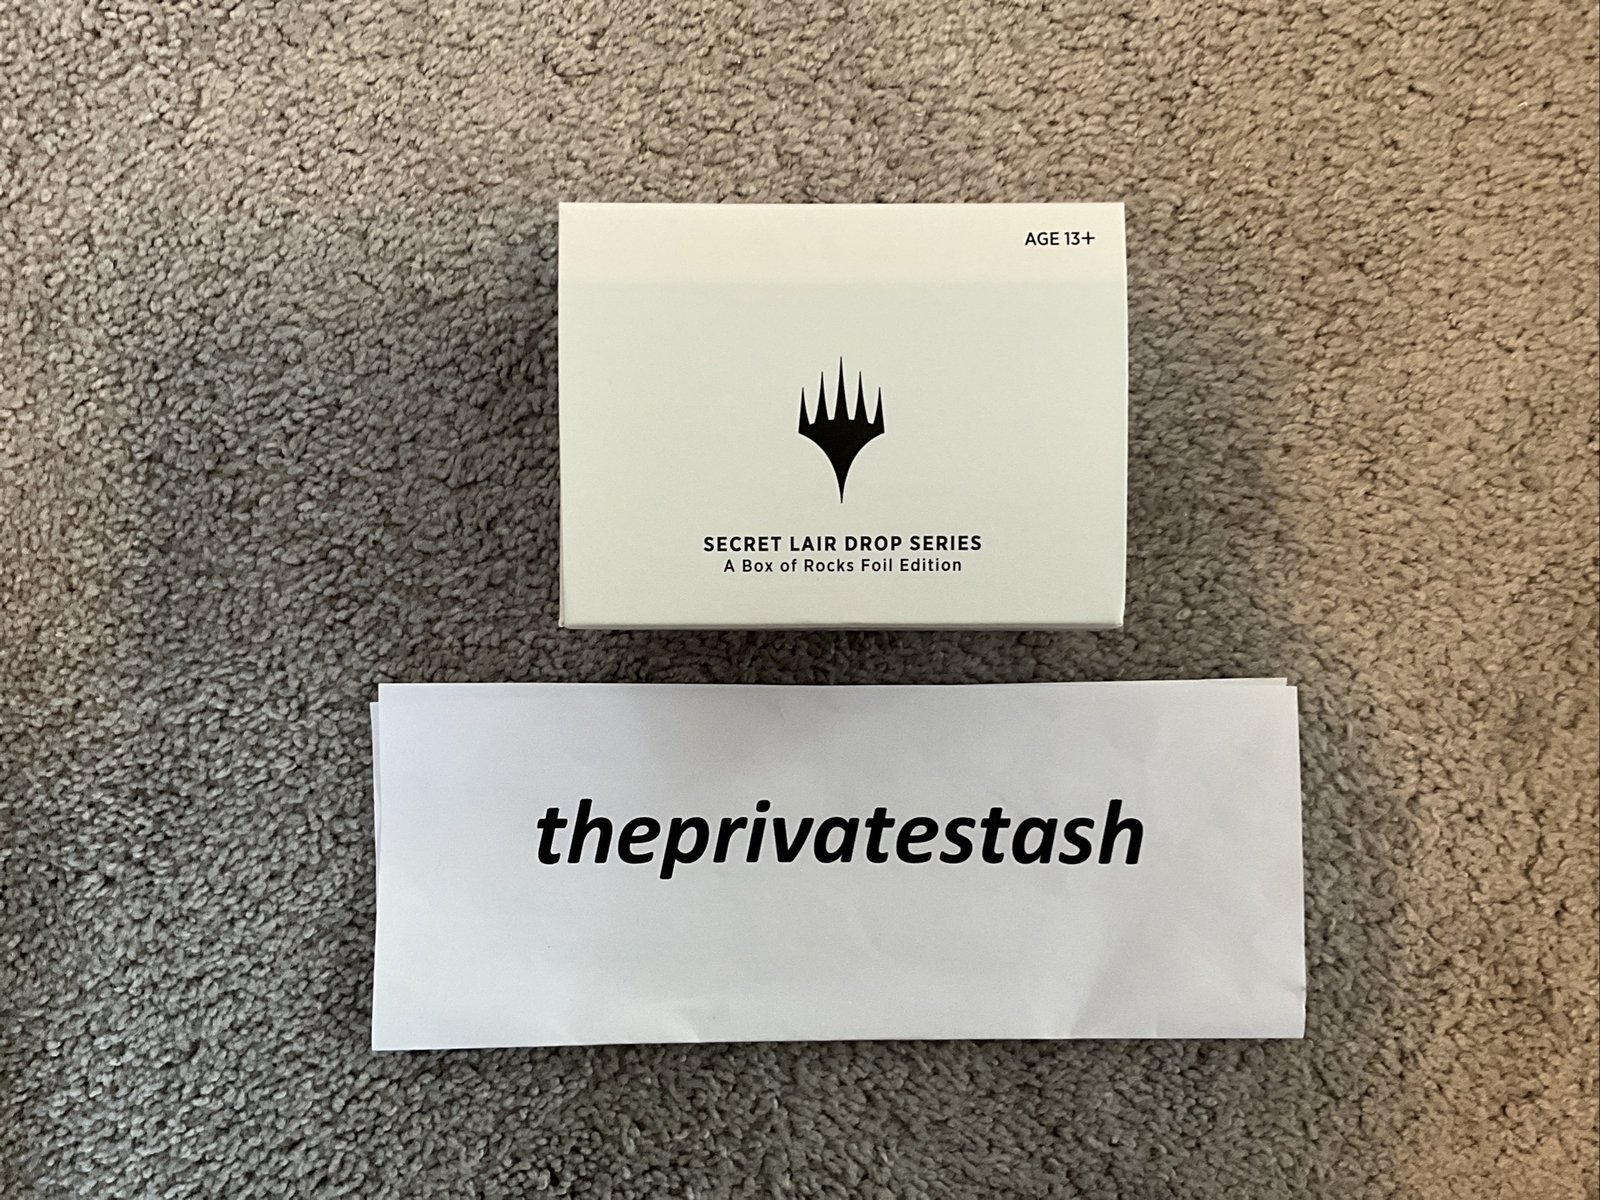 AGE 13+
SECRET LAIR DROP SERIES
A Box of Rocks Foil Edition
theprivatestash